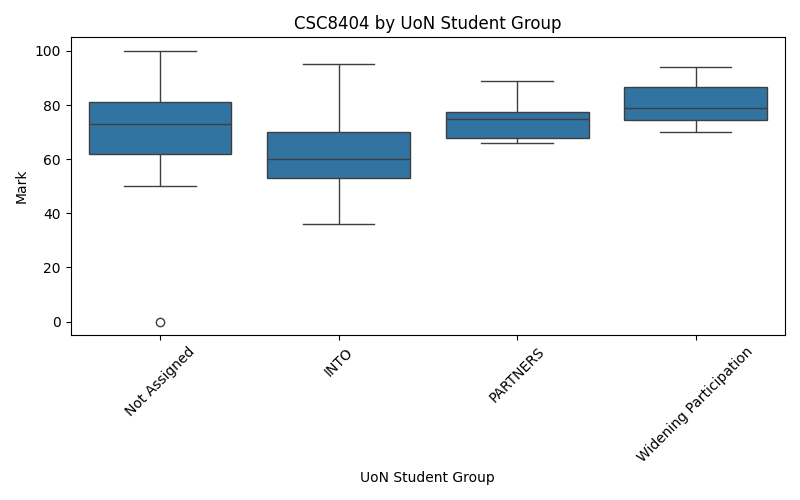 CSC8404 by UoN Student Group
Mark
100
80
60
40
20
0
Not Assigned
INTO
PARTNERS
Widening Participation
UoN Student Group